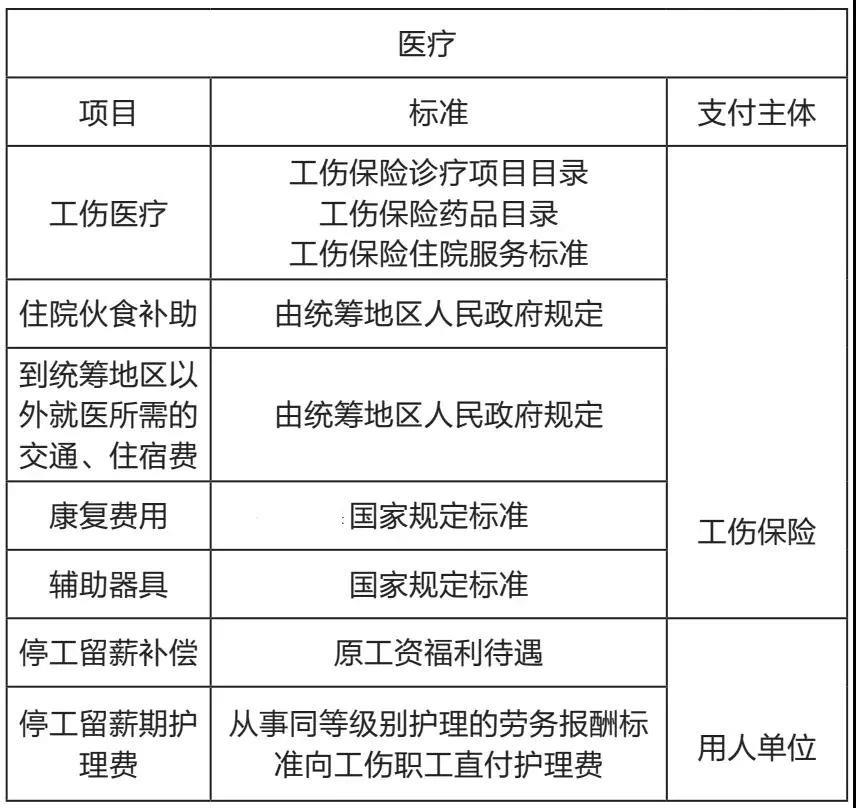 医疗
项目
标准
支付主体
工伤医疗
工伤保险诊疗项目目录
工伤保险药品目录
工伤保险住院服务标准
住院伙食补助
由统筹地区人民政府规定
到统筹地区以
外就医所需的
交通、住宿费
由统筹地区人民政府规定
康复费用
国家规定标准
工伤保险
辅助器具
国家规定标准
停工留薪补偿
原工资福利待遇
停工留薪期护
理费
从事同等级别护理的劳务报酬标
准向工伤职工直付护理费
用人单位